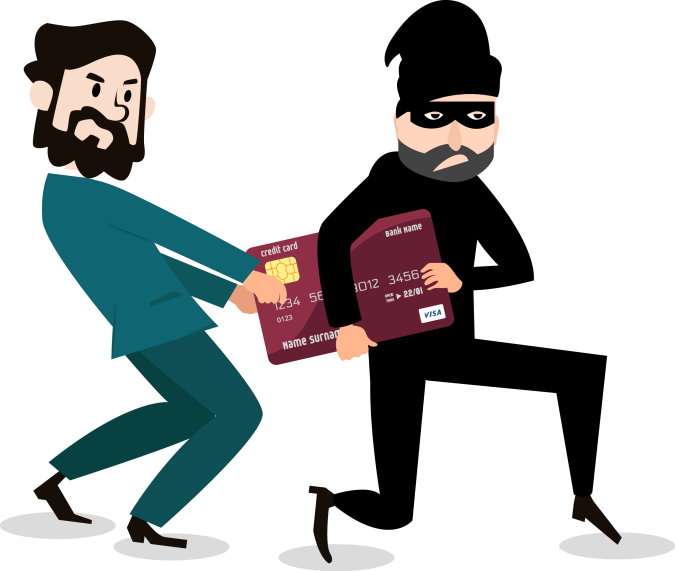 credit card
Bank Name
1234 56 9012 3456
0123
22/01
Name surna
VISA